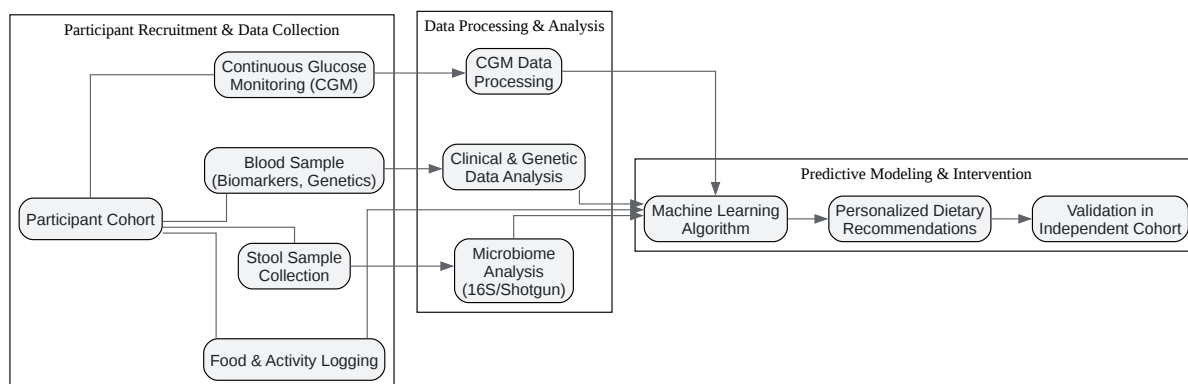 Participant Recruitment & Data Collection
Continuous Glucose
Monitoring (CGM)
Blood Sample
(Biomarkers, Genetics)
Participant Cohort
Stool Sample
Collection
Food & Activity Logging
Data Processing & Analysis
CGM Data
Processing
Clinical & Genetic
Data Analysis
Microbiome
Analysis
(16S/Shotgun)
Predictive Modeling & Intervention
Machine Learning
Algorithm
Personalized Dietary
Recommendations
Validation in
Independent Cohort